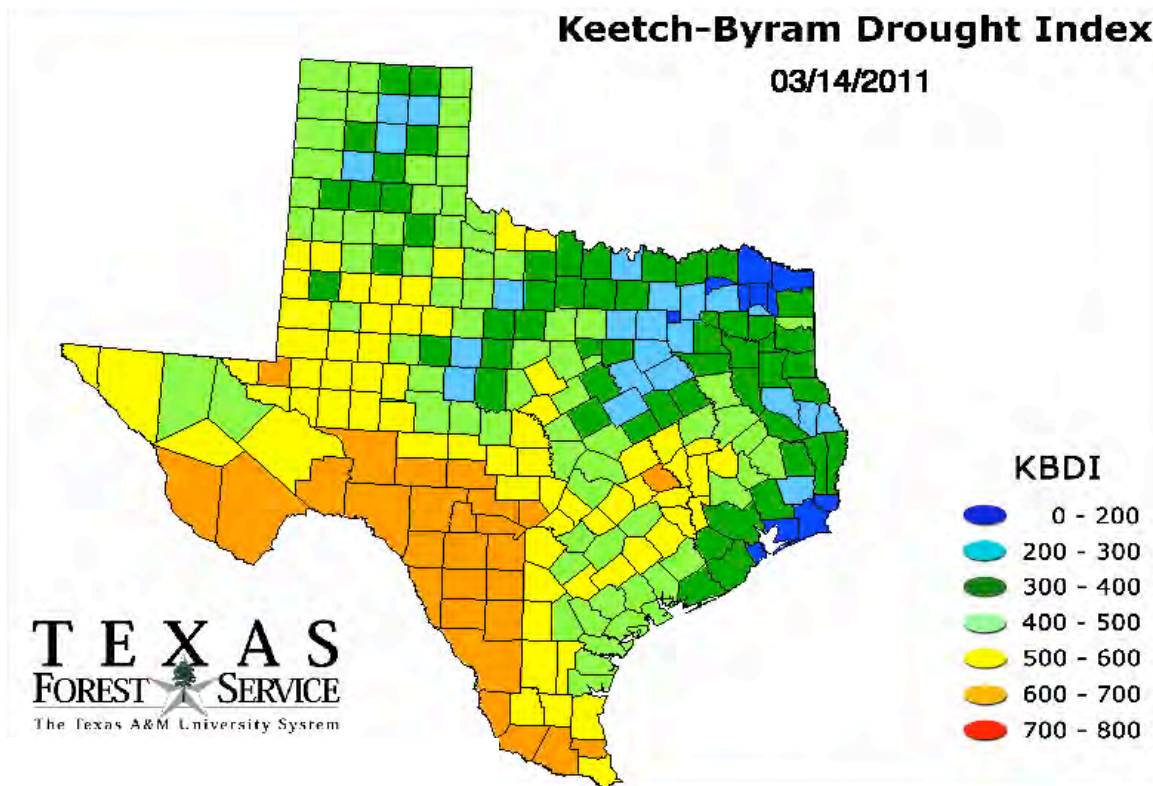 Keetch-Byram Drought Index
03/14/2011
KBDI
0 - 200
200 - 300
300 - 400
400 - 500
500 - 600
600 - 700
700 - 800
TEXAS
FOREST SERVICE
The Texas A&M University System